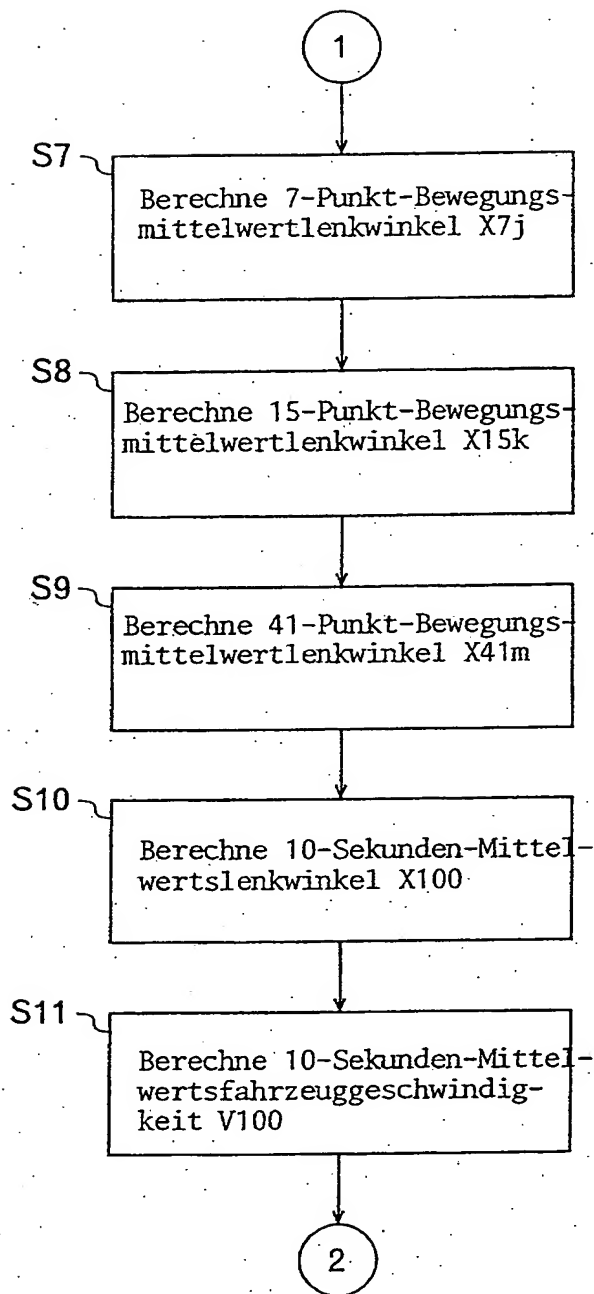 1
S7
Berechne 7-Punkt-Bewegungs-
mittelwertlenkwinkel X7j
S8
Berechne 15-Punkt-Bewegungs-
mittelwertlenkwinkel X15k
S9
Berechne 41-Punkt-Bewegungs-
mittelwertlenkwinkel X41m
S10
Berechne 10-Sekunden-Mittel-
wertslenkwinkel X100
S11
Berechne 10-Sekunden-Mittel-
wertsfahrzeuggeschwindig-
keit V100
2